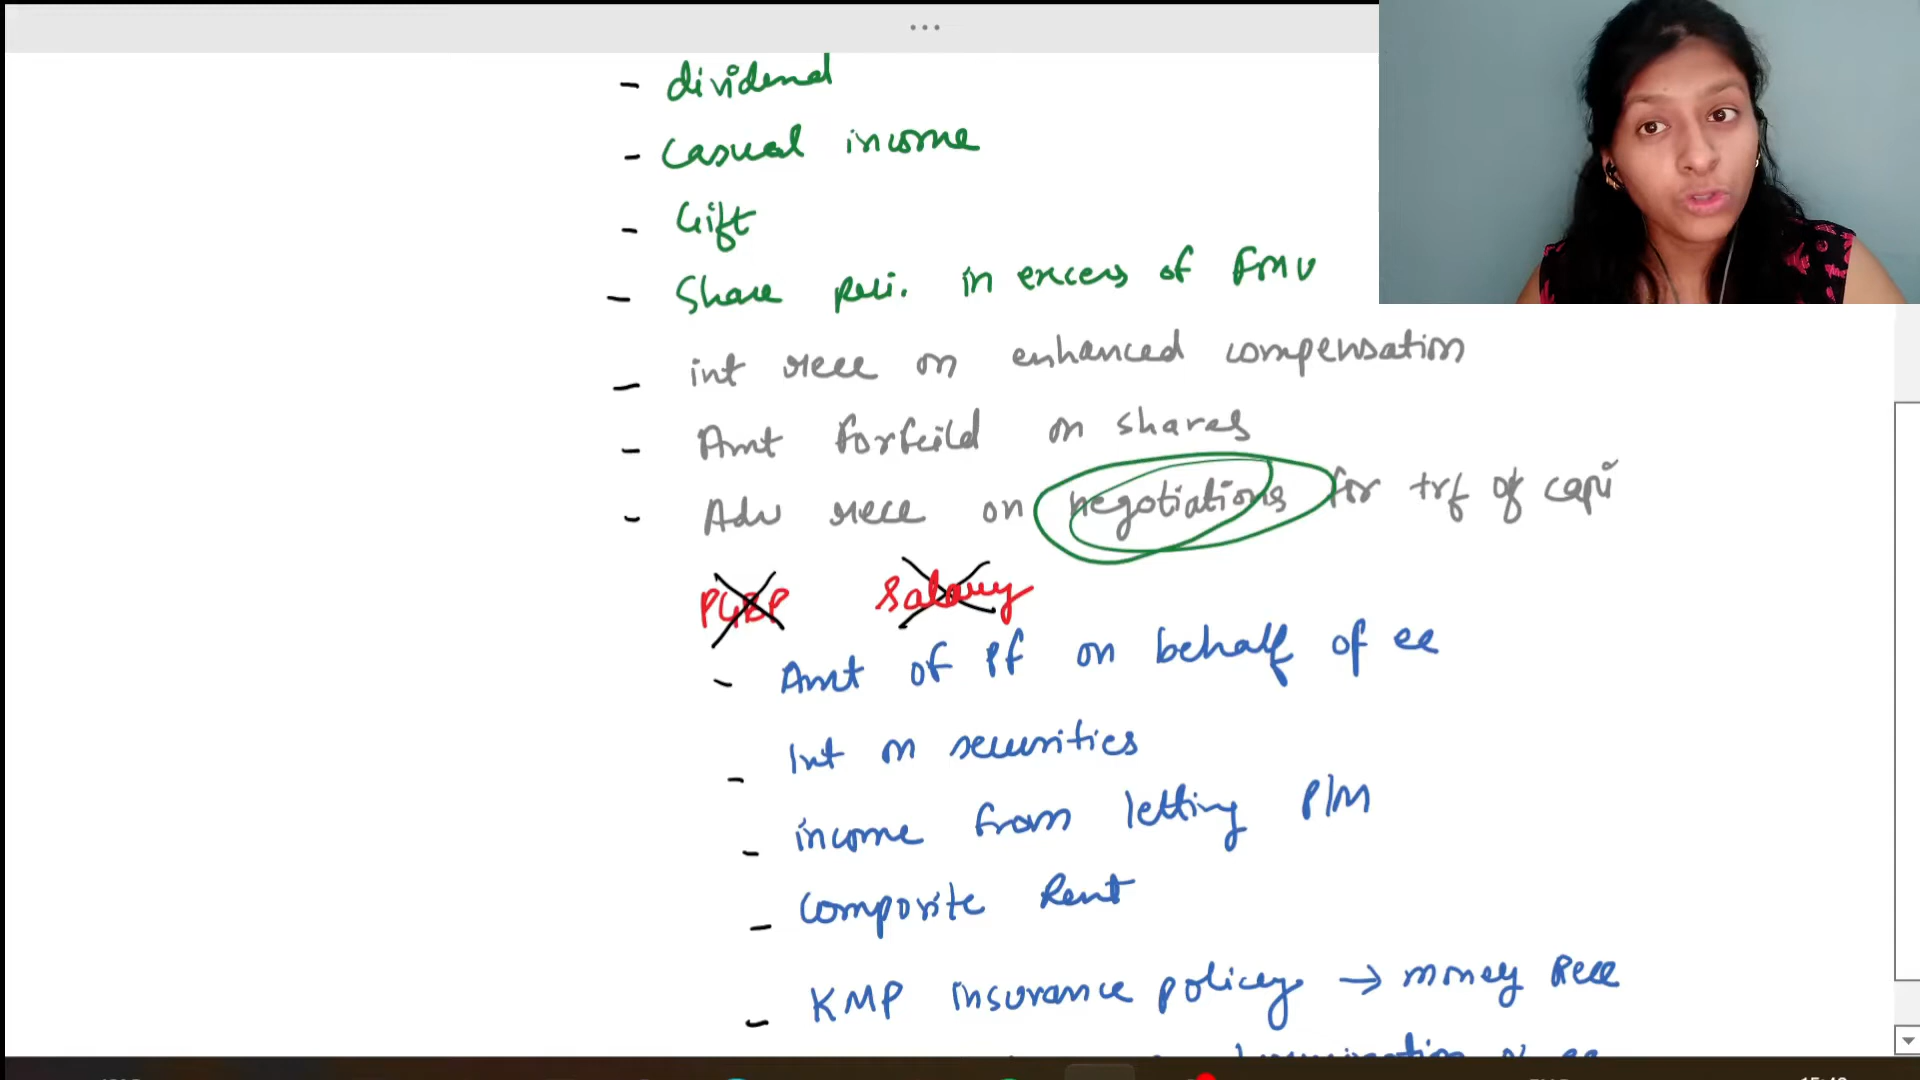 - dividend
- Casual income
- Gift
- Share in excess of FMV
- int rece on enhanced compensation
- Amt Forfeild on shares
- Adv rece on negotiations for trf of capi
PGBP Salary
- Amt of Pf on behalf of ee
- Int on securities
- income from letting P/M
- Composite Rent
- KMP insurance policy → money Rece